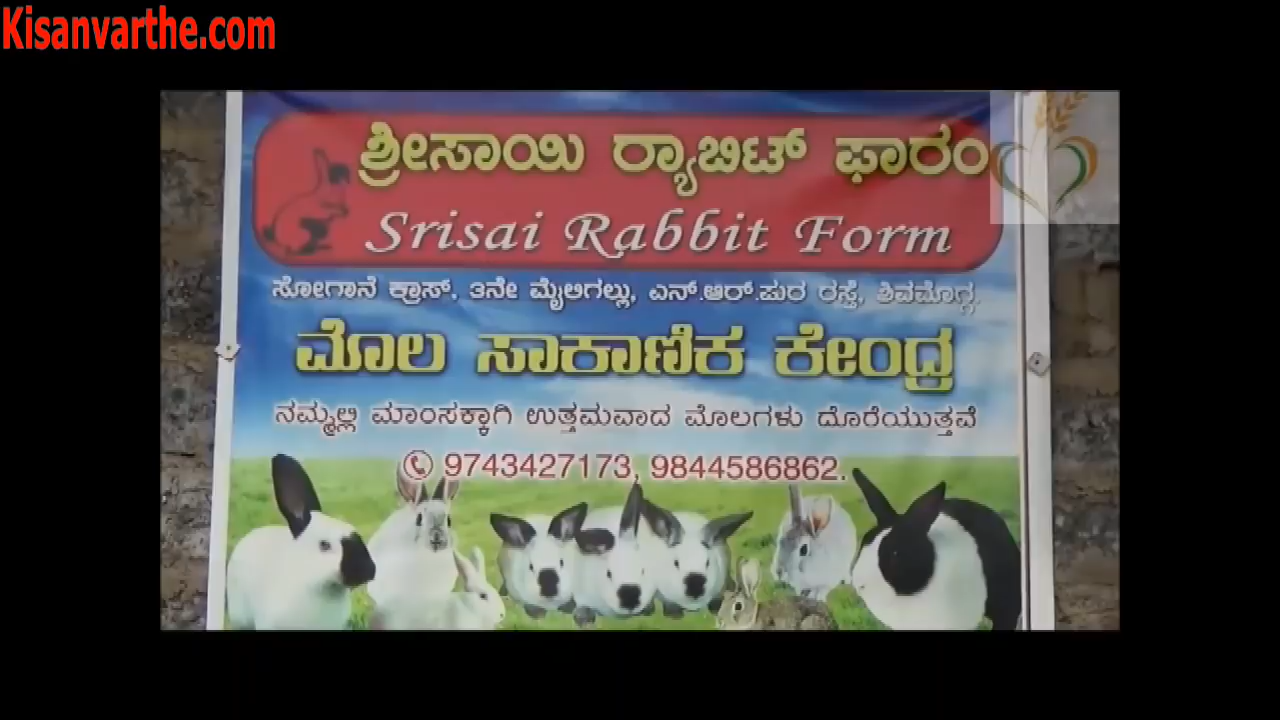 Kisanvarthe.com
ಶ್ರೀಸಾಯಿ ರ‍್ಯಾಬಿಟ್ ಫಾರಂ
Srisai Rabbit Form
ಸೋಗಾನೆ ಕ್ರಾಸ್, 3ನೇ ಮೈಲಿಗಲ್ಲು, ಎನ್.ಆರ್.ಪುರ ರಸ್ತೆ, ಶಿವಮೊಗ್ಗ.
ಮೊಲ ಸಾಕಾಣಿಕ ಕೇಂದ್ರ
ನಮ್ಮಲ್ಲಿ ಮಾಂಸಕ್ಕಾಗಿ ಉತ್ತಮವಾದ ಮೊಲಗಳು ದೊರೆಯುತ್ತವೆ
9743427173, 9844586862.